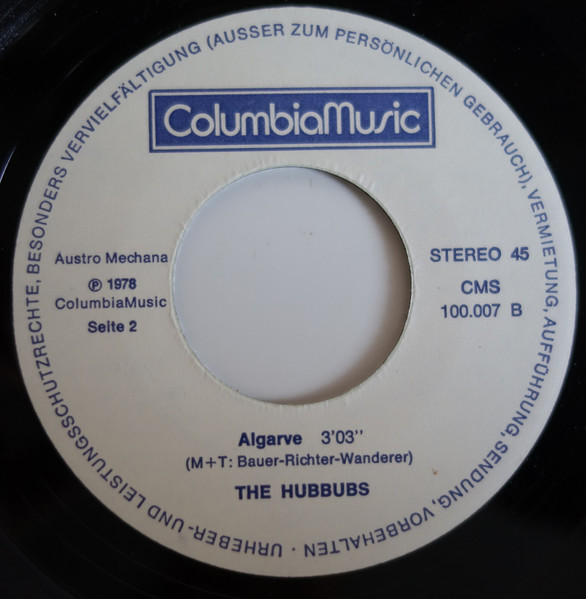 URHEBER- UND LEISTUNGSSCHUTZRECHTE, BESONDERS VERVIELFÄLTIGUNG (AUSSER ZUM PERSÖNLICHEN GEBRAUCH), VERMIETUNG, AUFFÜHRUNG, SENDUNG, VORBEHALTEN ·
ColumbiaMusic
Austro Mechana
℗ 1978
ColumbiaMusic
Seite 2
STEREO 45
CMS
100.007 B
Algarve 3'03''
(M+T: Bauer-Richter-Wanderer)
THE HUBBUBS